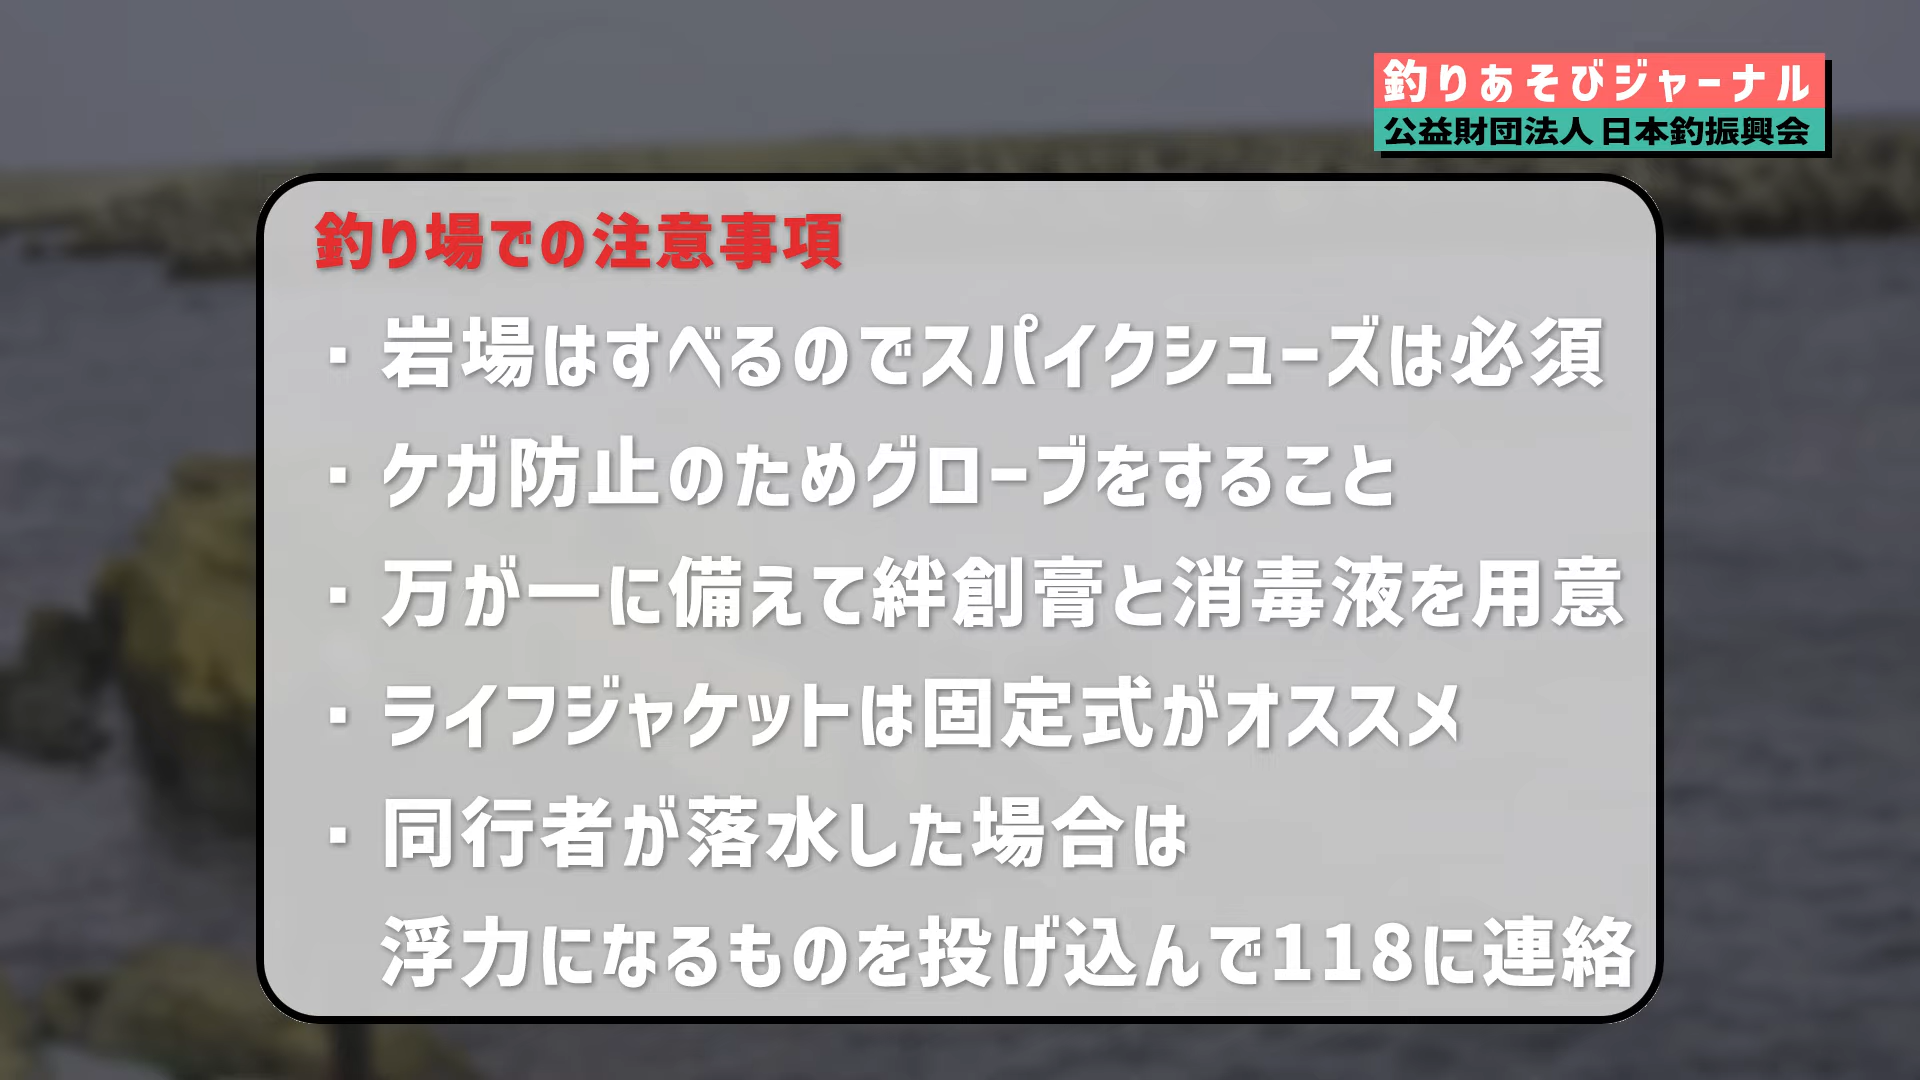 釣りあそびジャーナル
公益財団法人 日本釣振興会
釣り場での注意事項
・岩場はすべるのでスパイクシューズは必須
・ケガ防止のためグローブをすること
・万が一に備えて絆創膏と消毒液を用意
・ライフジャケットは固定式がオススメ
・同行者が落水した場合は
浮力になるものを投げ込んで118に連絡